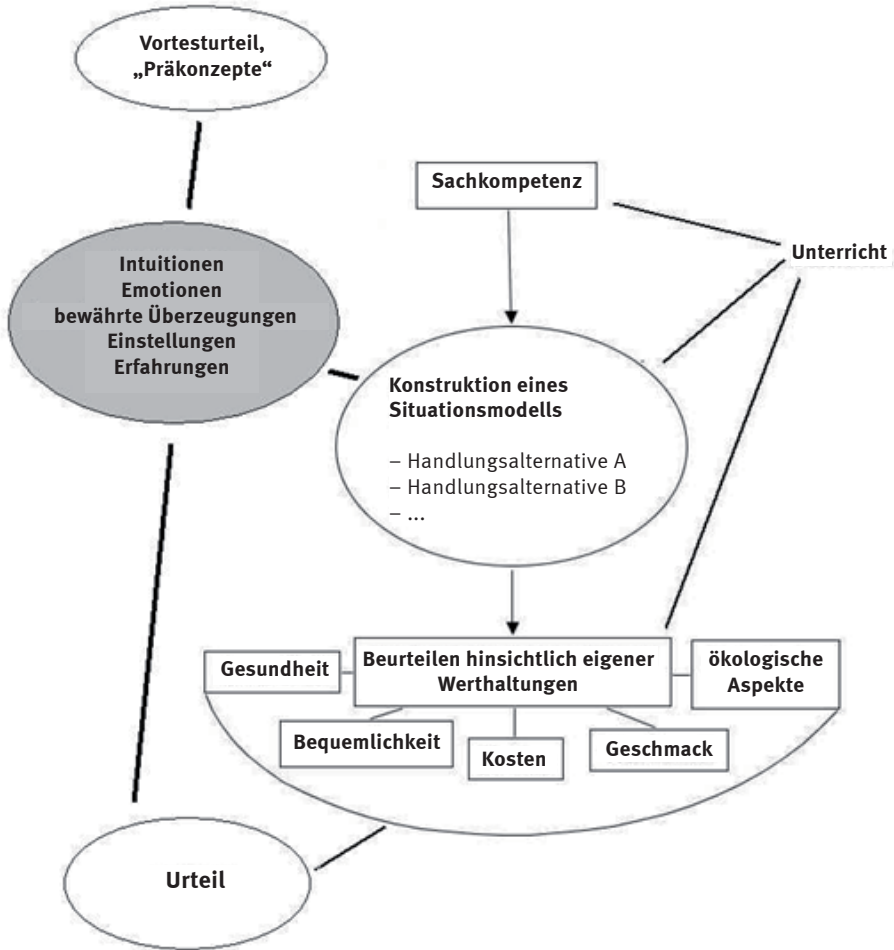 Vortesturteil,
„Präkonzepte“
Sachkompetenz
Unterricht
Intuitionen
Emotionen
bewährte Überzeugungen
Einstellungen
Erfahrungen
Konstruktion eines
Situationsmodells
– Handlungsalternative A
– Handlungsalternative B
– ...
Gesundheit
Beurteilen hinsichtlich eigener
Werthaltungen
ökologische
Aspekte
Bequemlichkeit
Kosten
Geschmack
Urteil